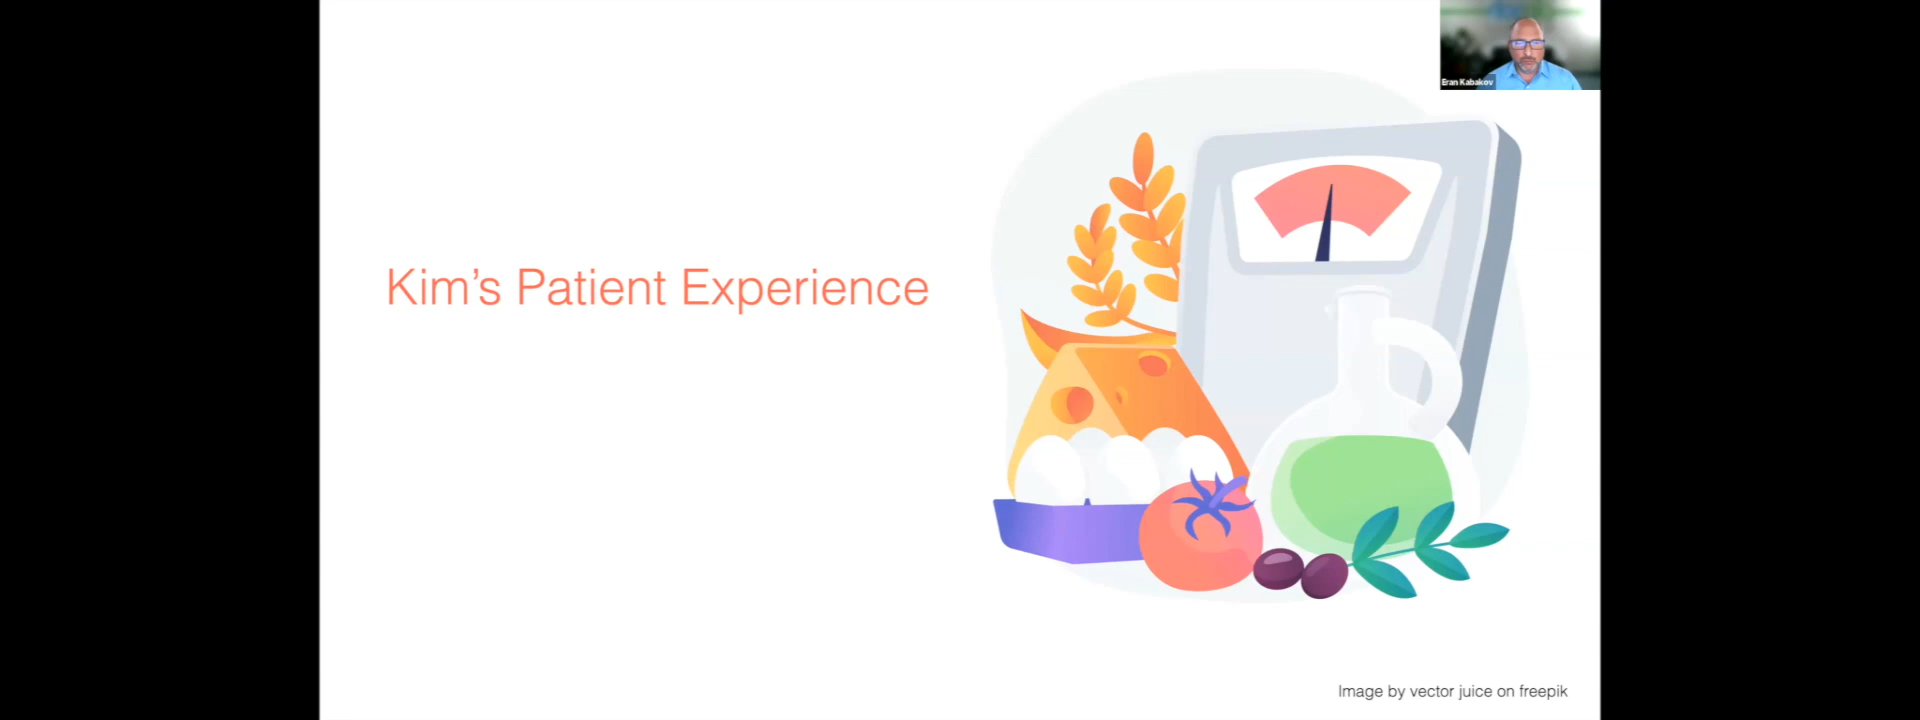 Eran Kabakov
Kim's Patient Experience
Image by vector juice on freepik